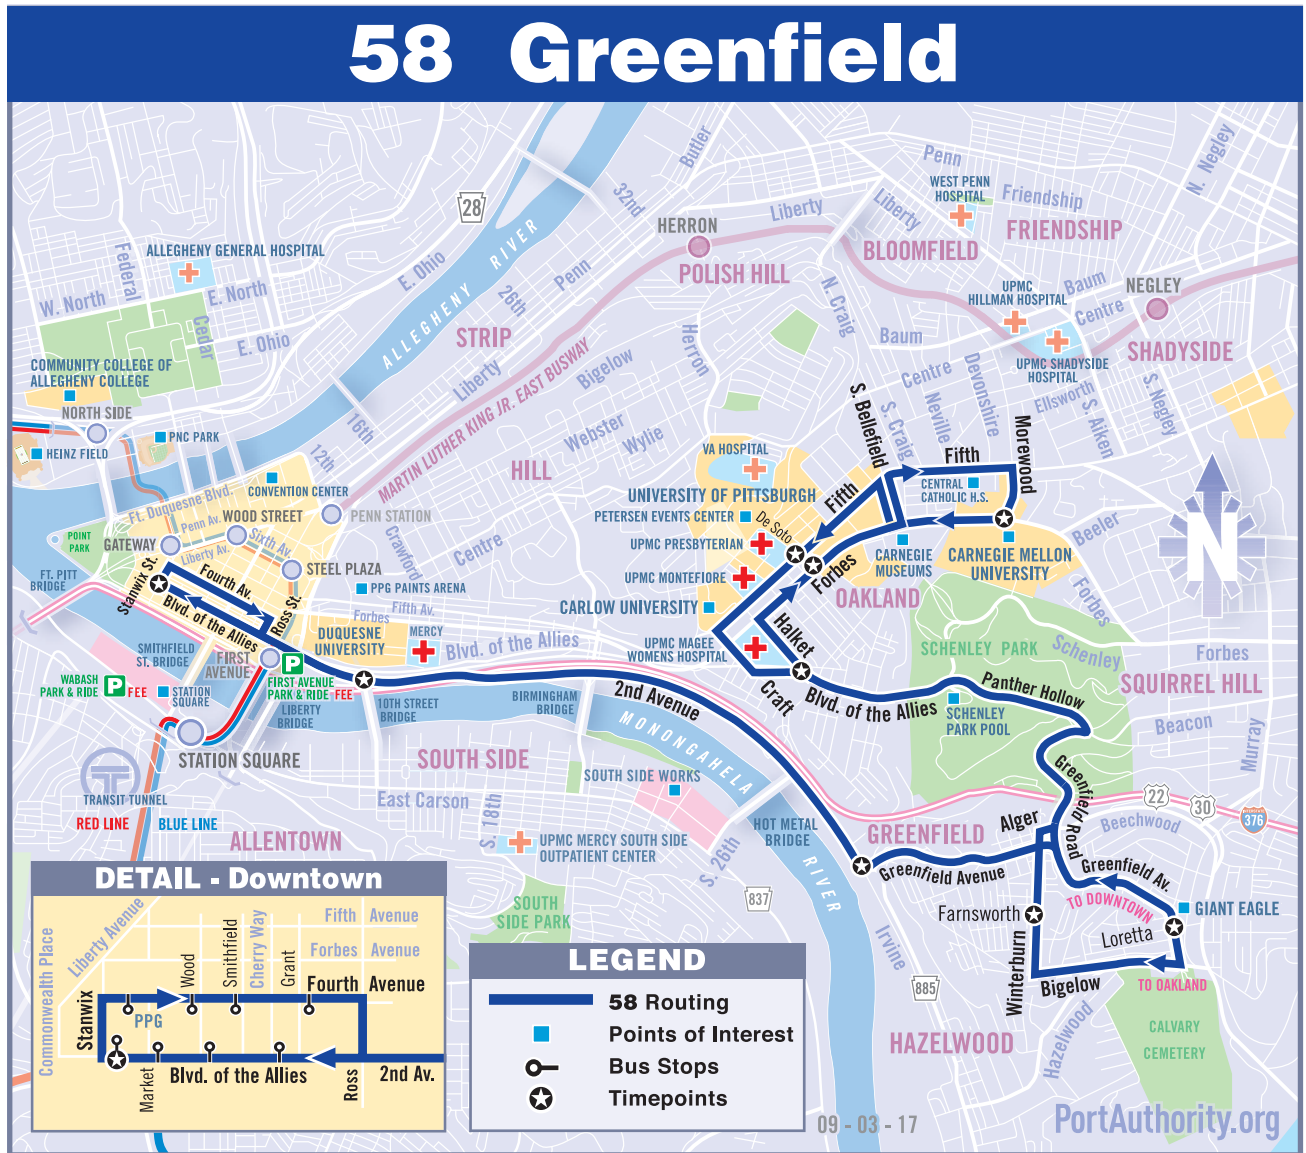 58 Greenfield
28
Butler
32nd
Penn
WEST PENN
HOSPITAL
Friendship
N. Negley
Liberty
Liberty
FRIENDSHIP
BLOOMFIELD
HERRON
POLISH HILL
ALLEGHENY GENERAL HOSPITAL
Federal
W. North
E. North
E. Ohio
Cedar
E. Ohio
ALLEGHENY RIVER
26th
Penn
STRIP
Liberty
MARTIN LUTHER KING JR. EAST BUSWAY
Bigelow
Herron
N. Craig
UPMC
HILLMAN HOSPITAL
Baum
Centre
NEGLEY
Baum
SHADYSIDE
UPMC SHADYSIDE
HOSPITAL
COMMUNITY COLLEGE OF
ALLEGHENY COLLEGE
NORTH SIDE
PNC PARK
HEINZ FIELD
16th
12th
Webster
Wylie
HILL
Centre
Neville
Devonshire
Ellsworth
S. Aiken
S. Negley
S. Craig
S. Bellefield
Fifth
Morewood
CENTRAL
CATHOLIC H.S.
Fifth
VA HOSPITAL
UNIVERSITY OF PITTSBURGH
PETERSEN EVENTS CENTER
De Soto
UPMC PRESBYTERIAN
UPMC MONTEFIORE
CARLOW UNIVERSITY
Forbes
CARNEGIE
MUSEUMS
CARNEGIE MELLON
UNIVERSITY
Beeler
Forbes
N
OAKLAND
Halket
UPMC MAGEE
WOMENS HOSPITAL
Craft
CONVENTION CENTER
Ft. Duquesne Blvd.
Penn Av.
WOOD STREET
PENN STATION
Crawford
Centre
POINT
PARK
GATEWAY
Liberty Av.
Sixth Av.
STEEL PLAZA
FT. PITT
BRIDGE
Stanwix St.
Fourth Av.
Blvd. of the Allies
Ross St.
PPG PAINTS ARENA
Fifth Av.
Forbes
DUQUESNE
UNIVERSITY
MERCY
Blvd. of the Allies
SMITHFIELD
ST. BRIDGE
FIRST
AVENUE
P
FIRST AVENUE
PARK & RIDE FEE
WABASH
PARK & RIDE
P
FEE
STATION
SQUARE
LIBERTY
BRIDGE
10TH STREET
BRIDGE
BIRMINGHAM
BRIDGE
2nd Avenue
MONONGAHELA
RIVER
Blvd. of the Allies
SCHENLEY PARK
Schenley
Panther Hollow
SCHENLEY
PARK POOL
Forbes
SQUIRREL HILL
Beacon
Murray
STATION SQUARE
T
TRANSIT TUNNEL
RED LINE
BLUE LINE
ALLENTOWN
SOUTH SIDE
East Carson
S. 18th
SOUTH SIDE WORKS
UPMC MERCY SOUTH SIDE
OUTPATIENT CENTER
S. 26th
HOT METAL
BRIDGE
837
SOUTH
SIDE PARK
Greenfield Road
22
30
INTERSTATE
376
Beechwood
Alger
GREENFIELD
Greenfield Avenue
Greenfield Av.
TO DOWNTOWN
GIANT EAGLE
Farnsworth
Loretta
Winterburn
Bigelow
TO OAKLAND
Irvine
885
HAZELWOOD
Hazelwood
CALVARY
CEMETERY
DETAIL - Downtown
Commonwealth Place
Liberty Avenue
Fifth Avenue
Forbes Avenue
Wood
Smithfield
Cherry Way
Grant
Fourth Avenue
Stanwix
PPG
Market
Blvd. of the Allies
Ross
2nd Av.
LEGEND
58 Routing
Points of Interest
Bus Stops
Timepoints
09 - 03 - 17
PortAuthority.org